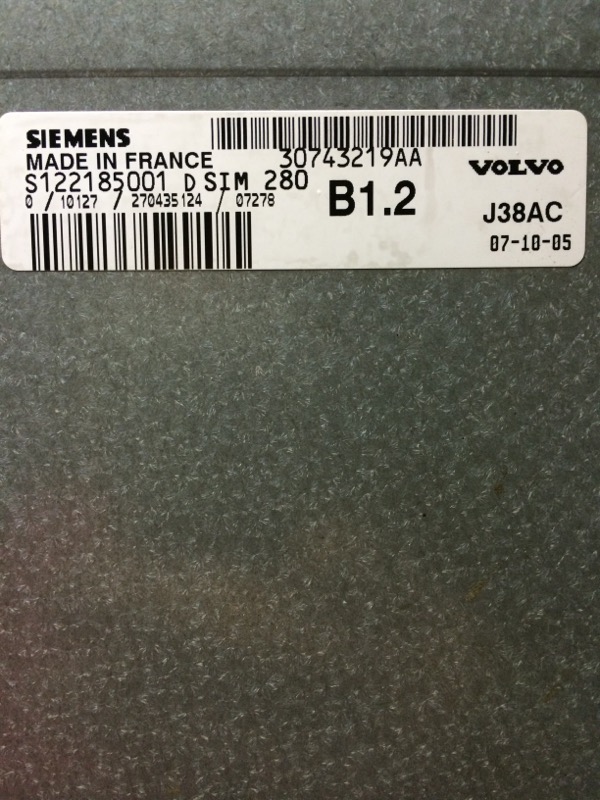 SIEMENS
MADE IN FRANCE
30743219AA
VOLVO
S122185001 D SIM 280
0 / 10127 / 270435124 / 07278
B1.2
J38AC
07-10-05